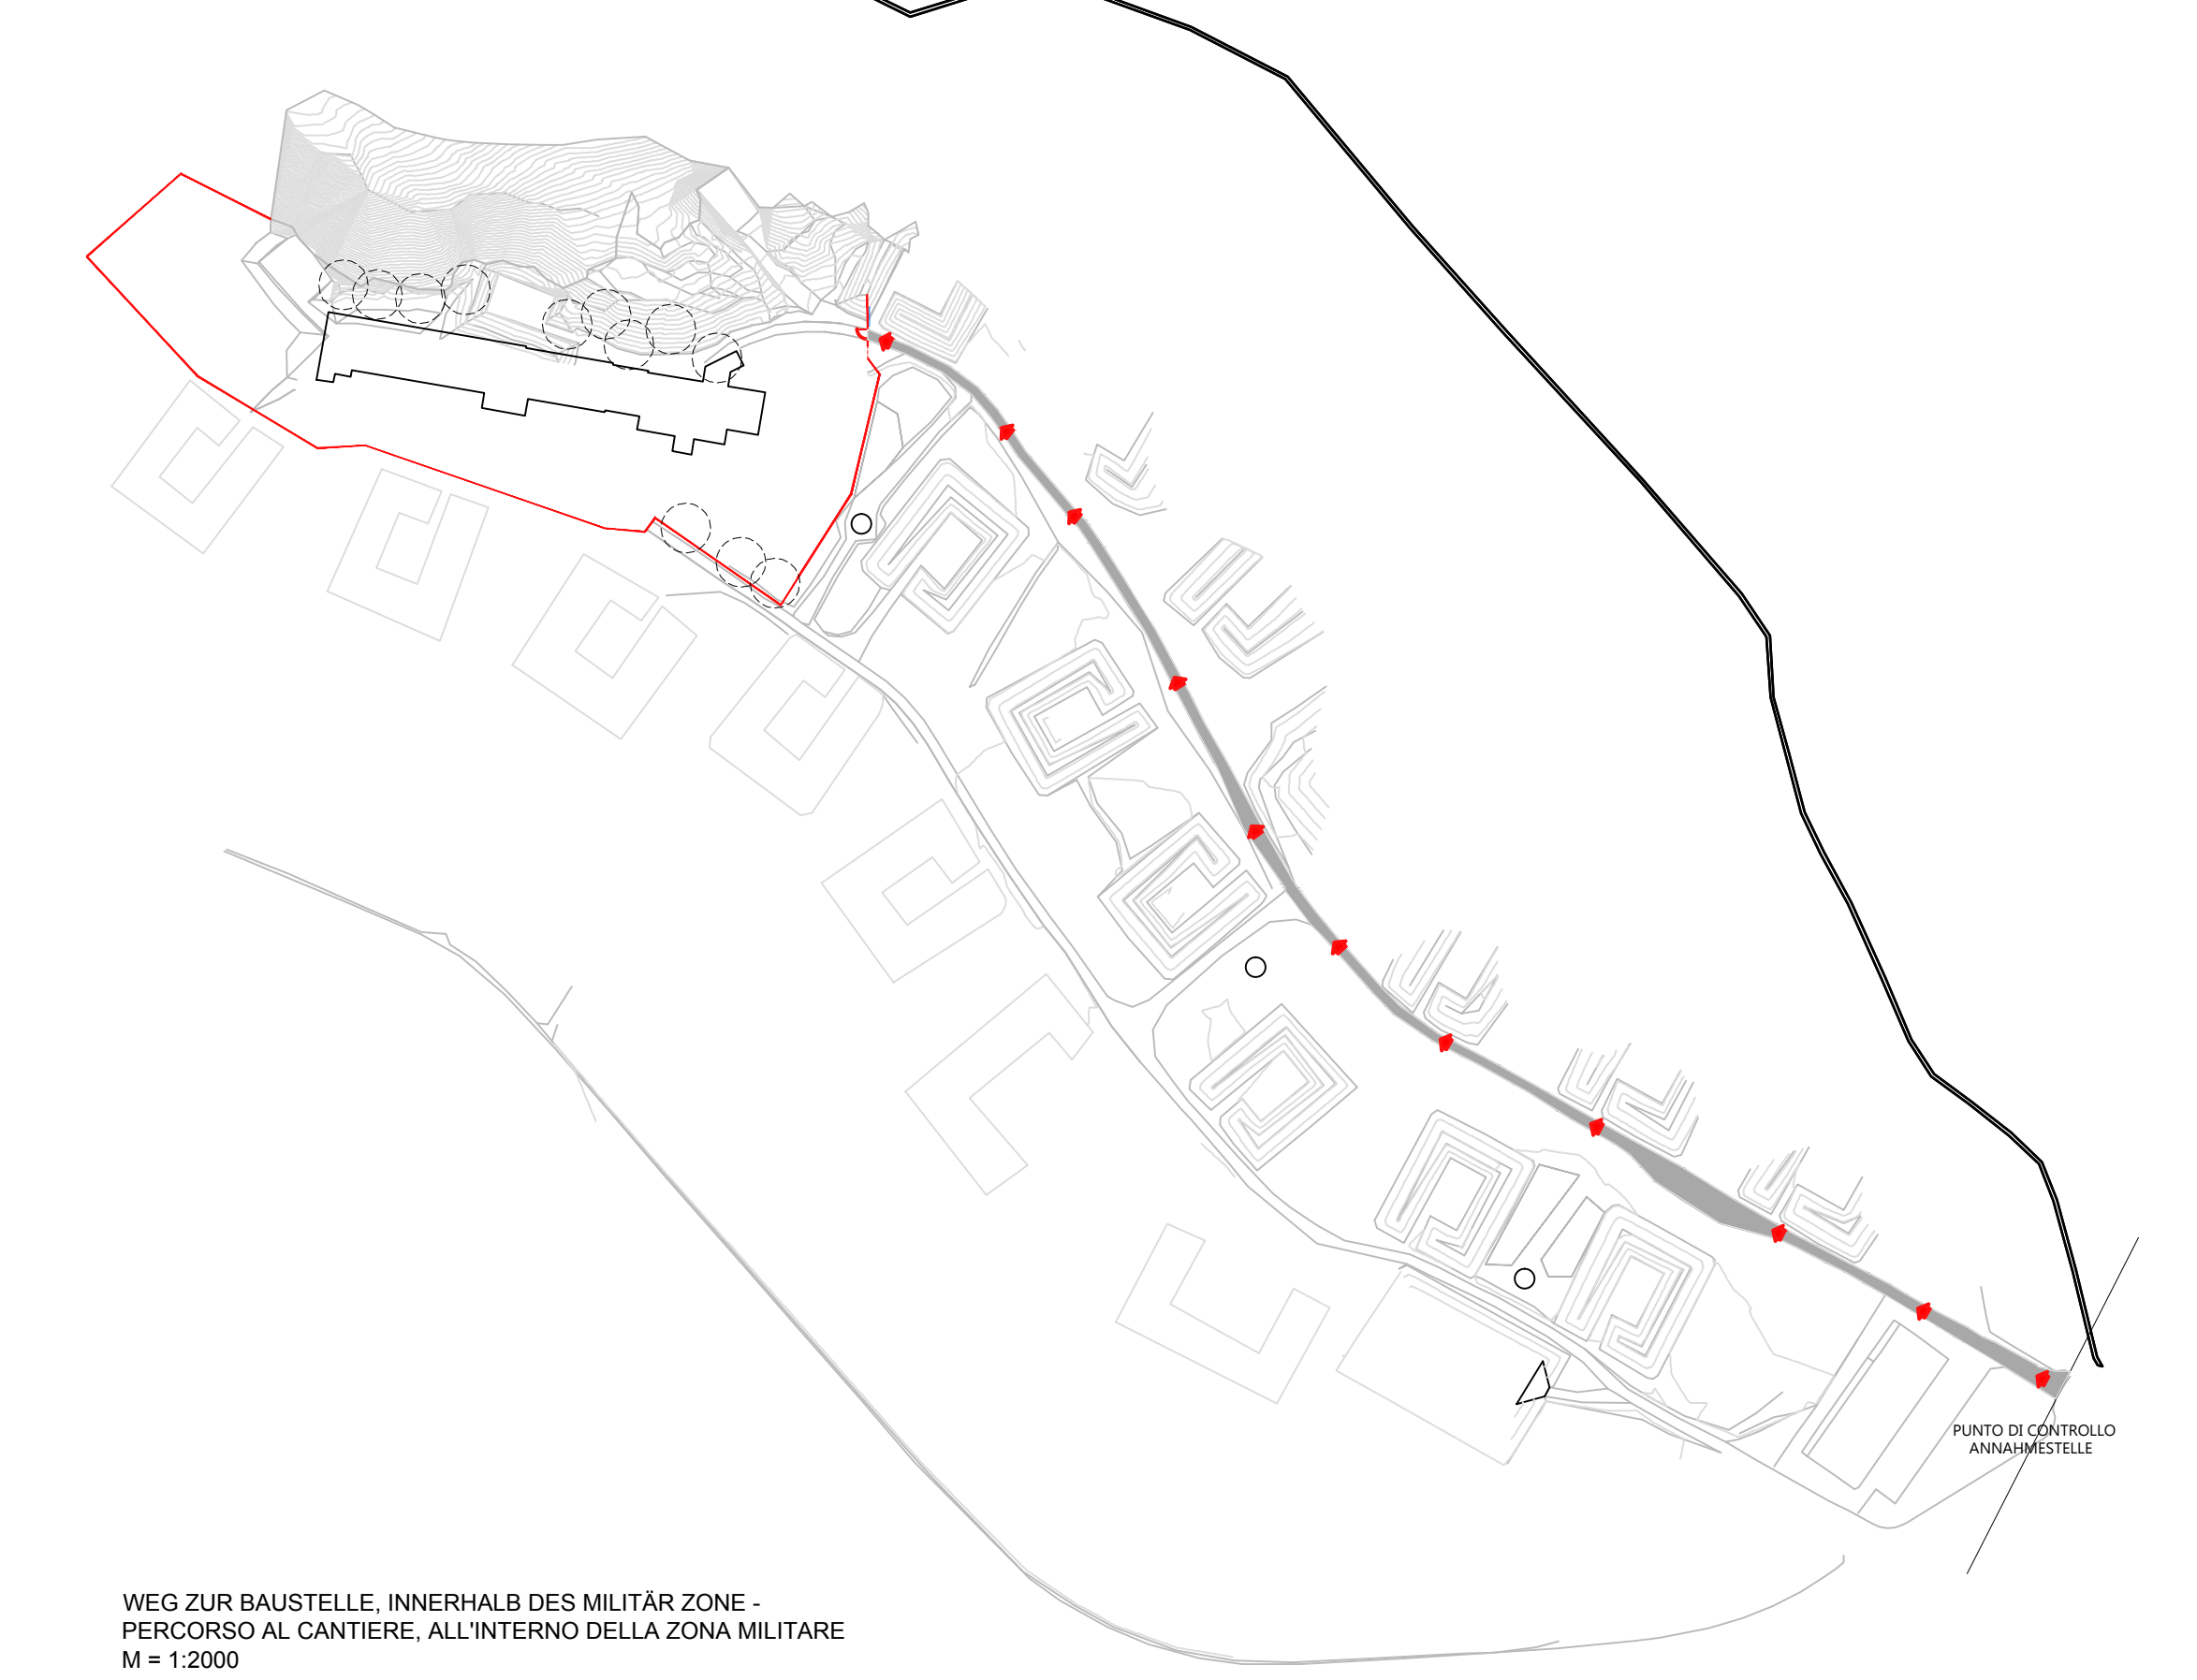 PUNTO DI CONTROLLO
ANNAHMESTELLE
WEG ZUR BAUSTELLE, INNERHALB DES MILITÄR ZONE -
PERCORSO AL CANTIERE, ALL'INTERNO DELLA ZONA MILITARE
M = 1:2000